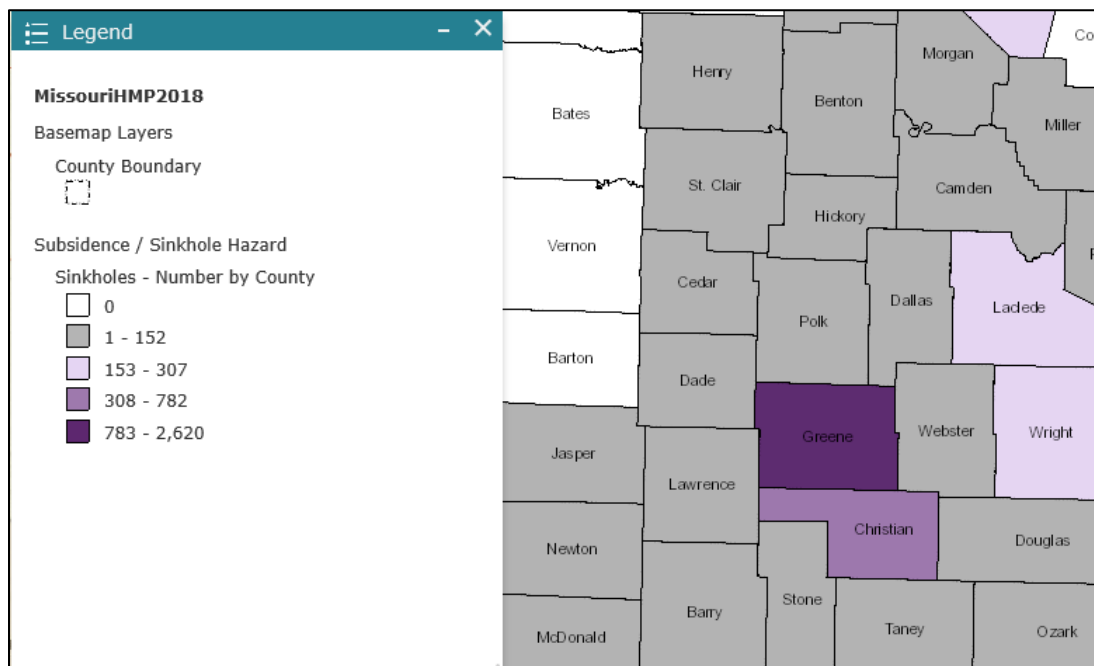 Legend
MissouriHMP2018
Basemap Layers
County Boundary
Subsidence / Sinkhole Hazard
Sinkholes - Number by County
0
1 - 152
153 - 307
308 - 782
783 - 2,620
Co
Morgan
Henry
Benton
Bates
Miller
St. Clair
Camden
Hickory
Vernon
Cedar
Dallas
Laclede
Polk
Barton
Dade
Greene
Webster
Wright
Jasper
Lawrence
Christian
Douglas
Newton
Stone
Barry
Taney
Ozark
McDonald